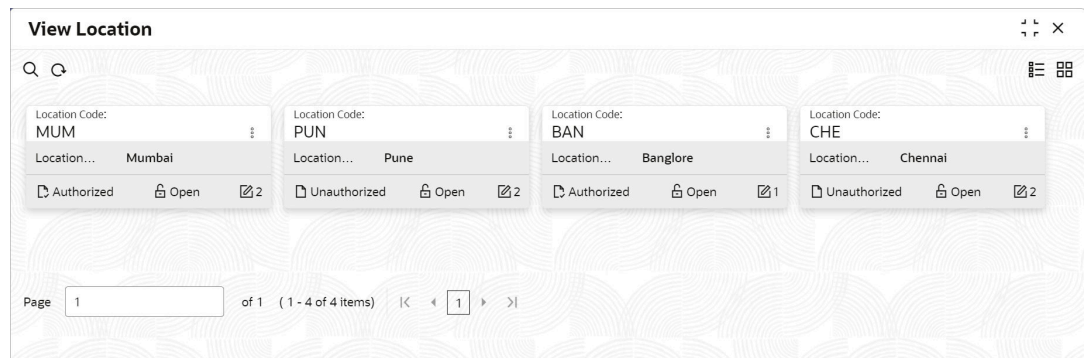 View Location
Location Code:
MUM
Location... Mumbai
Authorized Open 2
Location Code:
PUN
Location... Pune
Unauthorized Open 2
Location Code:
BAN
Location... Banglore
Authorized Open 1
Location Code:
CHE
Location... Chennai
Unauthorized Open 2
Page 1 of 1 ( 1 - 4 of 4 items) 1